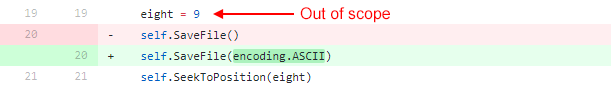 19 19 eight = 9 Out of scope
20 - self.SaveFile()
20 + self.SaveFile(encoding.ASCII)
21 21 self.SeekToPosition(eight)